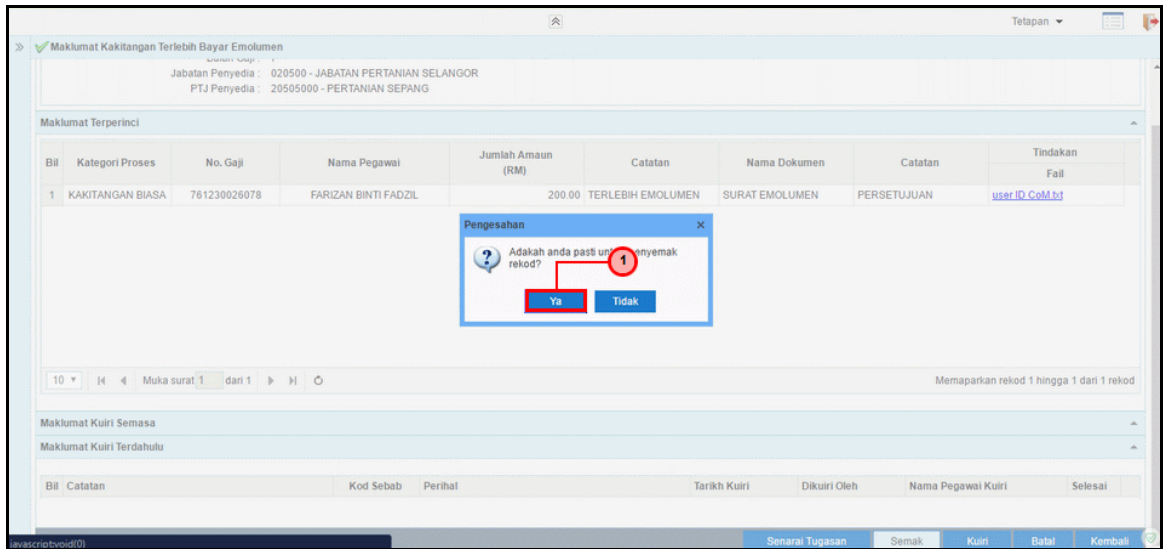 Tetapan
Maklumat Kakitangan Terlebih Bayar Emolumen
Jabatan Penyedia : 020500 - JABATAN PERTANIAN SELANGOR
PTJ Penyedia : 20505000 - PERTANIAN SEPANG
Maklumat Terperinci
Bil Kategori Proses No. Gaji Nama Pegawai Jumlah Amaun (RM) Catatan Nama Dokumen Catatan Tindakan
Fail
1 KAKITANGAN BIASA 761230026078 FARIZAN BINTI FADZIL 200.00 TERLEBIH EMOLUMEN SURAT EMOLUMEN PERSETUJUAN user ID CoM.txt
Pengesahan
Adakah anda pasti enyemak
rekod?
1
Ya Tidak
10 Muka surat 1 dari 1 Memaparkan rekod 1 hingga 1 dari 1 rekod
Maklumat Kuiri Semasa
Maklumat Kuiri Terdahulu
Bil Catatan Kod Sebab Perihal Tarikh Kuiri Dikuiri Oleh Nama Pegawai Kuiri Selesai
javascript:void(0) Senarai Tugasan Semak Kuiri Batal Kembali